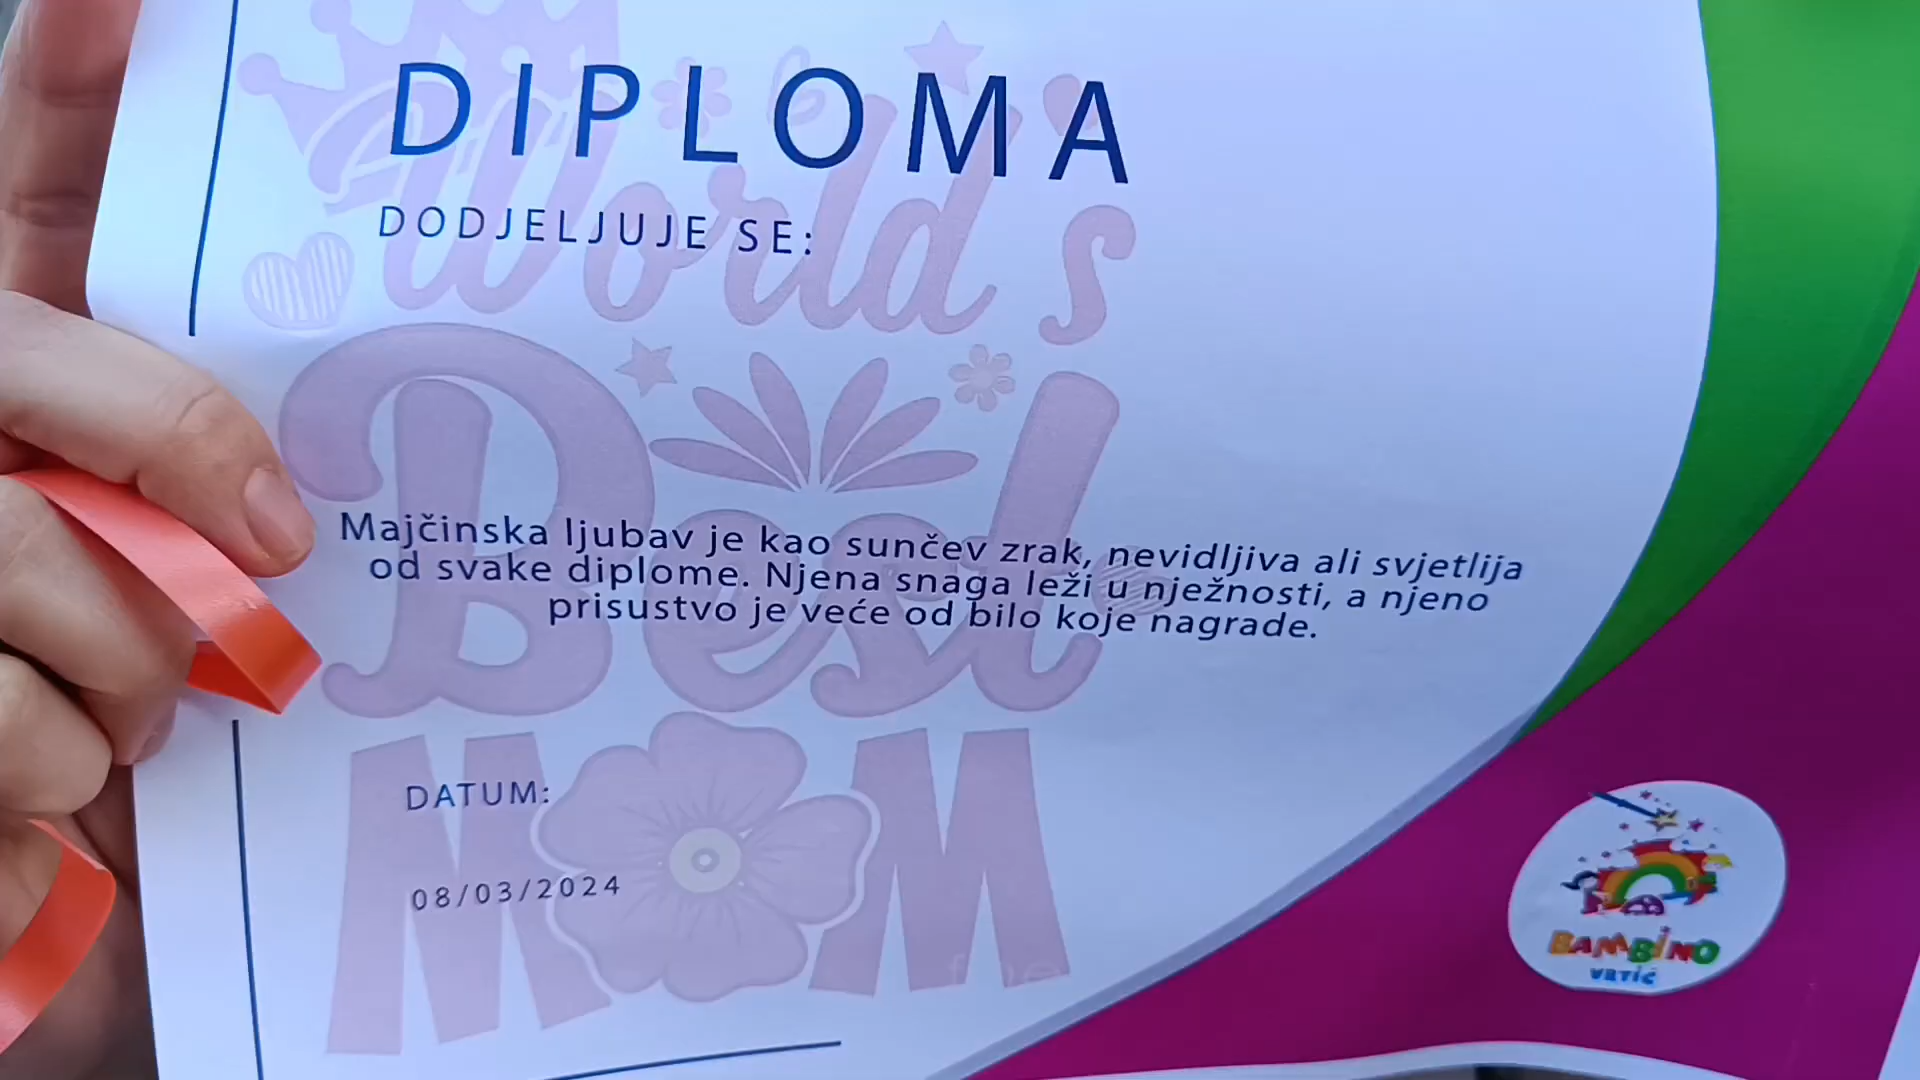 DIPLOMA
DODJELJUJE SE:
World's
Best
MOM
Majčinska ljubav je kao sunčev zrak, nevidljiva ali svjetlija
od svake diplome. Njena snaga leži u nježnosti, a njeno
prisustvo je veće od bilo koje nagrade.
DATUM:
08/03/2024
BAMBINO
VRTIĆ